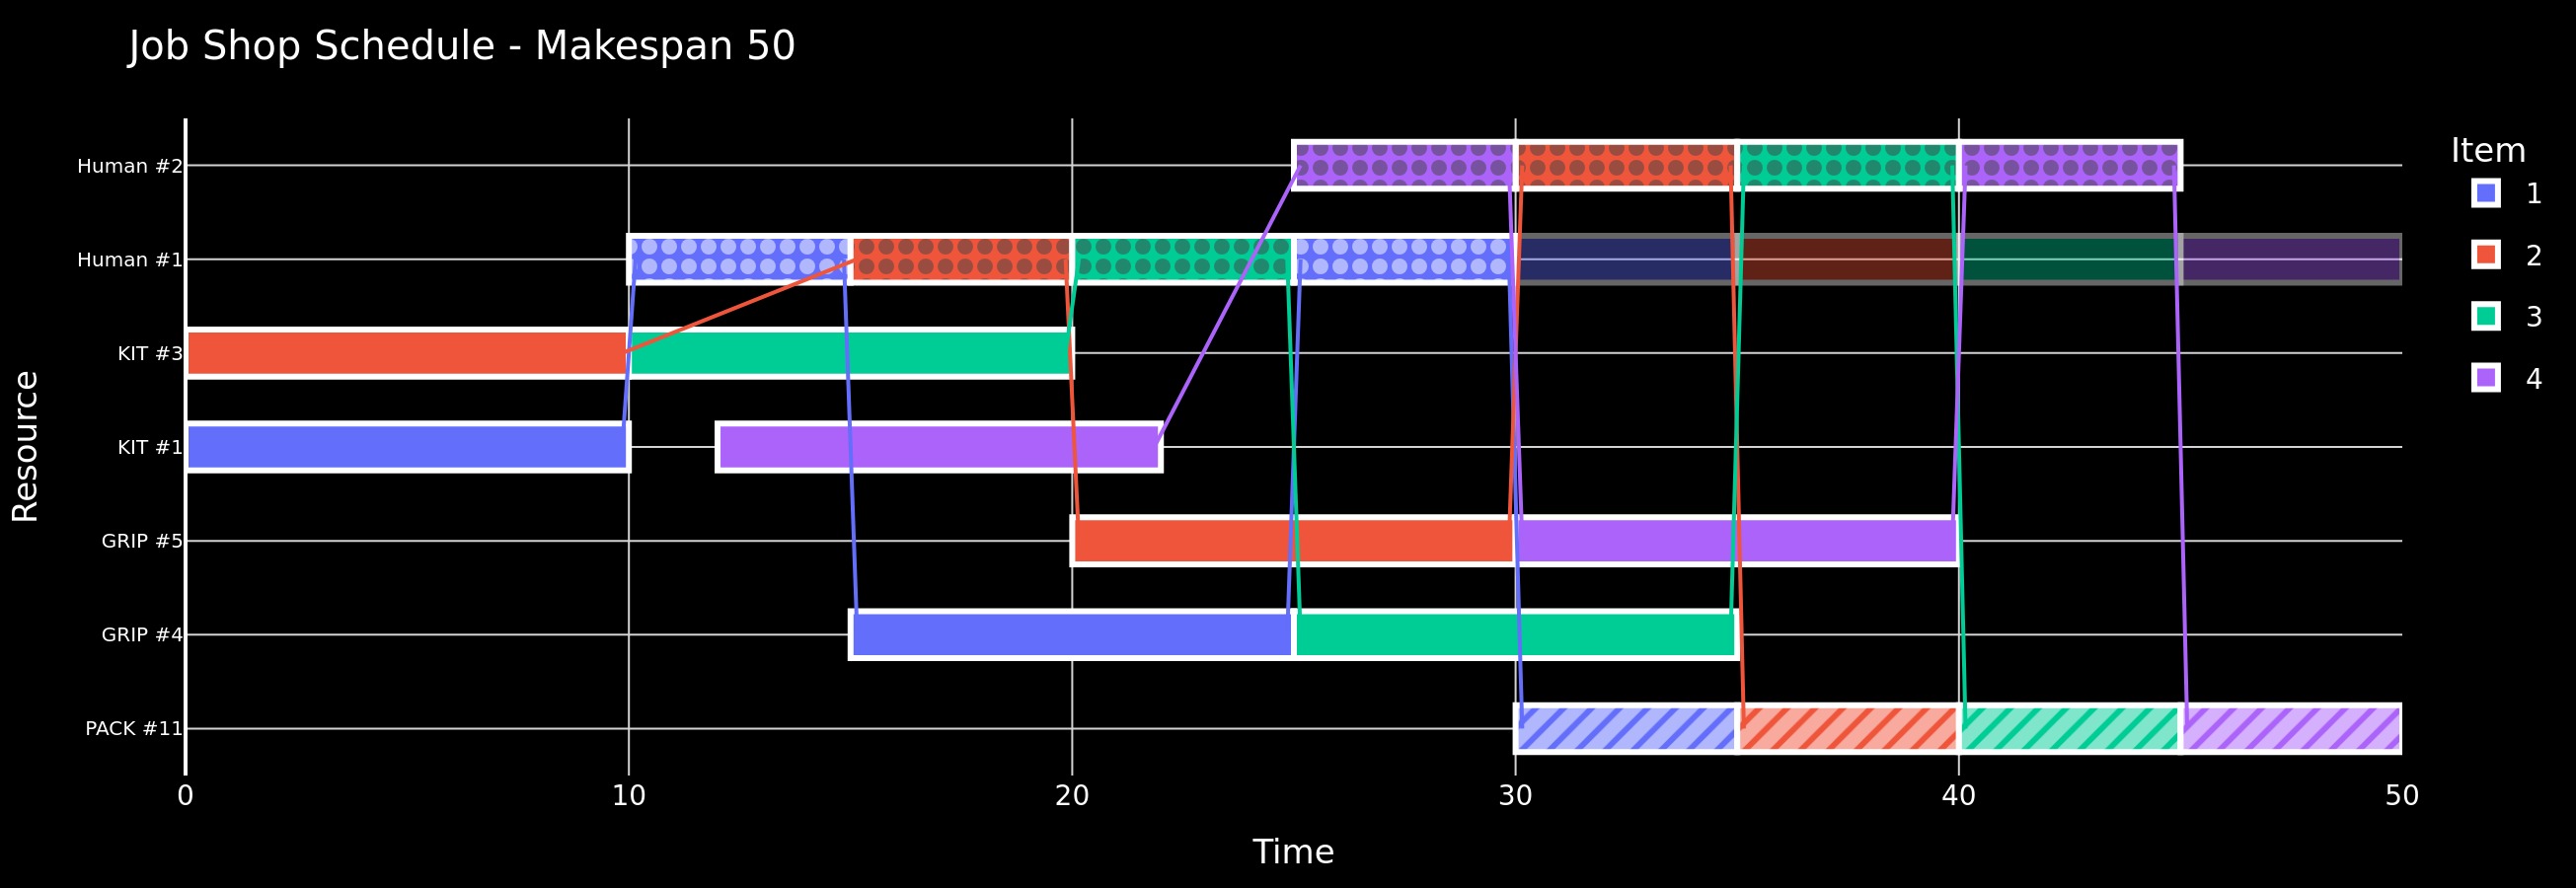 Job Shop Schedule - Makespan 50
Item
1
2
3
4
Resource
Human #2
Human #1
KIT #3
KIT #1
GRIP #5
GRIP #4
PACK #11
0 10 20 30 40 50
Time